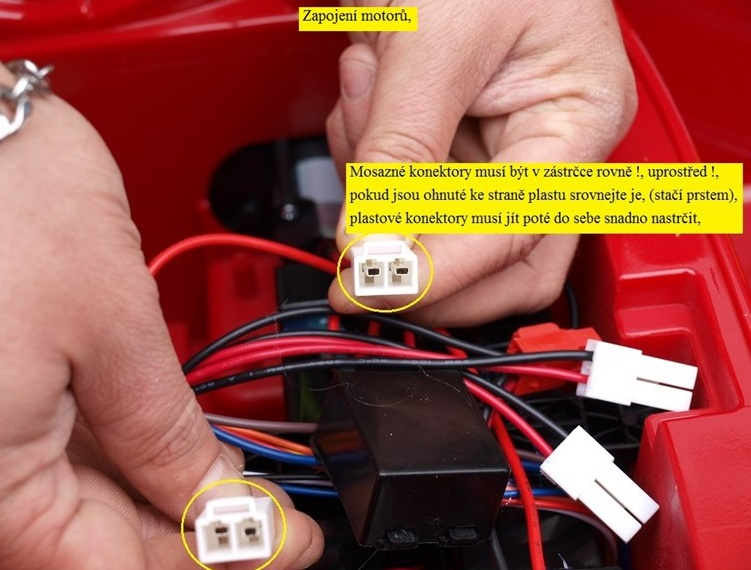 Zapojení motorů,
Mosazné konektory musí být v zástrčce rovně !, uprostřed !,
pokud jsou ohnuté ke straně plastu srovnejte je, (stačí prstem),
plastové konektory musí jít poté do sebe snadno nastrčit,